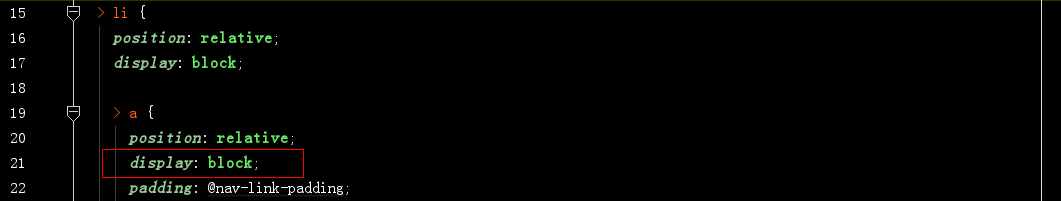 15 > li {
16 position: relative;
17 display: block;
18
19 > a {
20 position: relative;
21 display: block;
22 padding: @nav-link-padding;